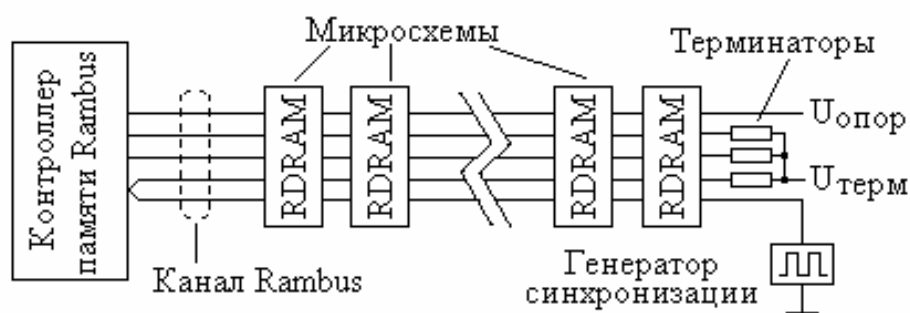 Микросхемы
Терминаторы
Контроллер
памяти Rambus
RDRAM
RDRAM
RDRAM
RDRAM
Uопор
Uтерм
Канал Rambus
Генератор
синхронизации